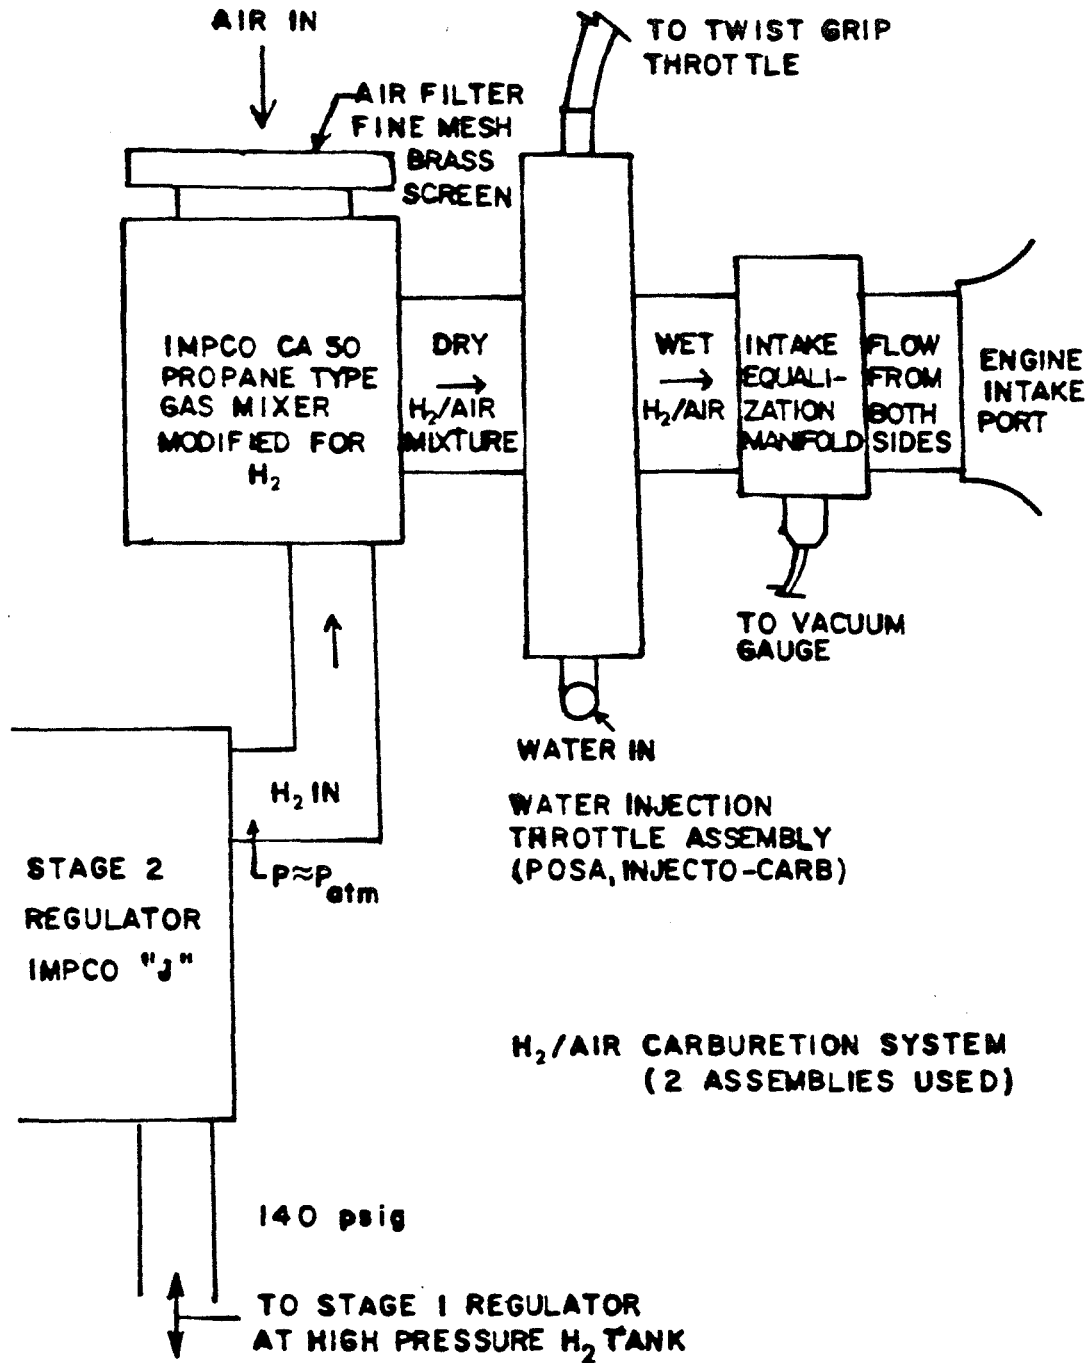 AIR IN
TO TWIST GRIP
THROTTLE
AIR FILTER
FINE MESH
BRASS
SCREEN
IMPCO CA 50
PROPANE TYPE
GAS MIXER
MODIFIED FOR
H₂
DRY
H₂/AIR
MIXTURE
WET
H₂/AIR
INTAKE
EQUALI-
ZATION
MANIFOLD
FLOW
FROM
BOTH
SIDES
ENGINE
INTAKE
PORT
TO VACUUM
GAUGE
WATER IN
WATER INJECTION
THROTTLE ASSEMBLY
(POSA, INJECTO-CARB)
H₂ IN
P≈Patm
STAGE 2
REGULATOR
IMPCO "J"
H₂/AIR CARBURETION SYSTEM
(2 ASSEMBLIES USED)
140 psig
TO STAGE 1 REGULATOR
AT HIGH PRESSURE H₂ TANK